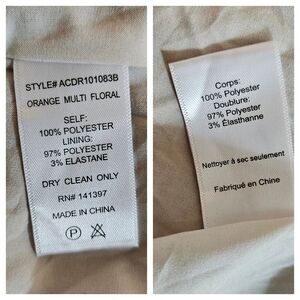 STYLE# ACDR101083B
ORANGE MULTI FLORAL
SELF:
100% POLYESTER
LINING:
97% POLYESTER
3% ELASTANE
DRY CLEAN ONLY
RN# 141397
MADE IN CHINA
P
Corps:
100% Polyester
Doublure:
97% Polyester
3% Élasthanne
Nettoyer à sec seulement
Fabriqué en Chine